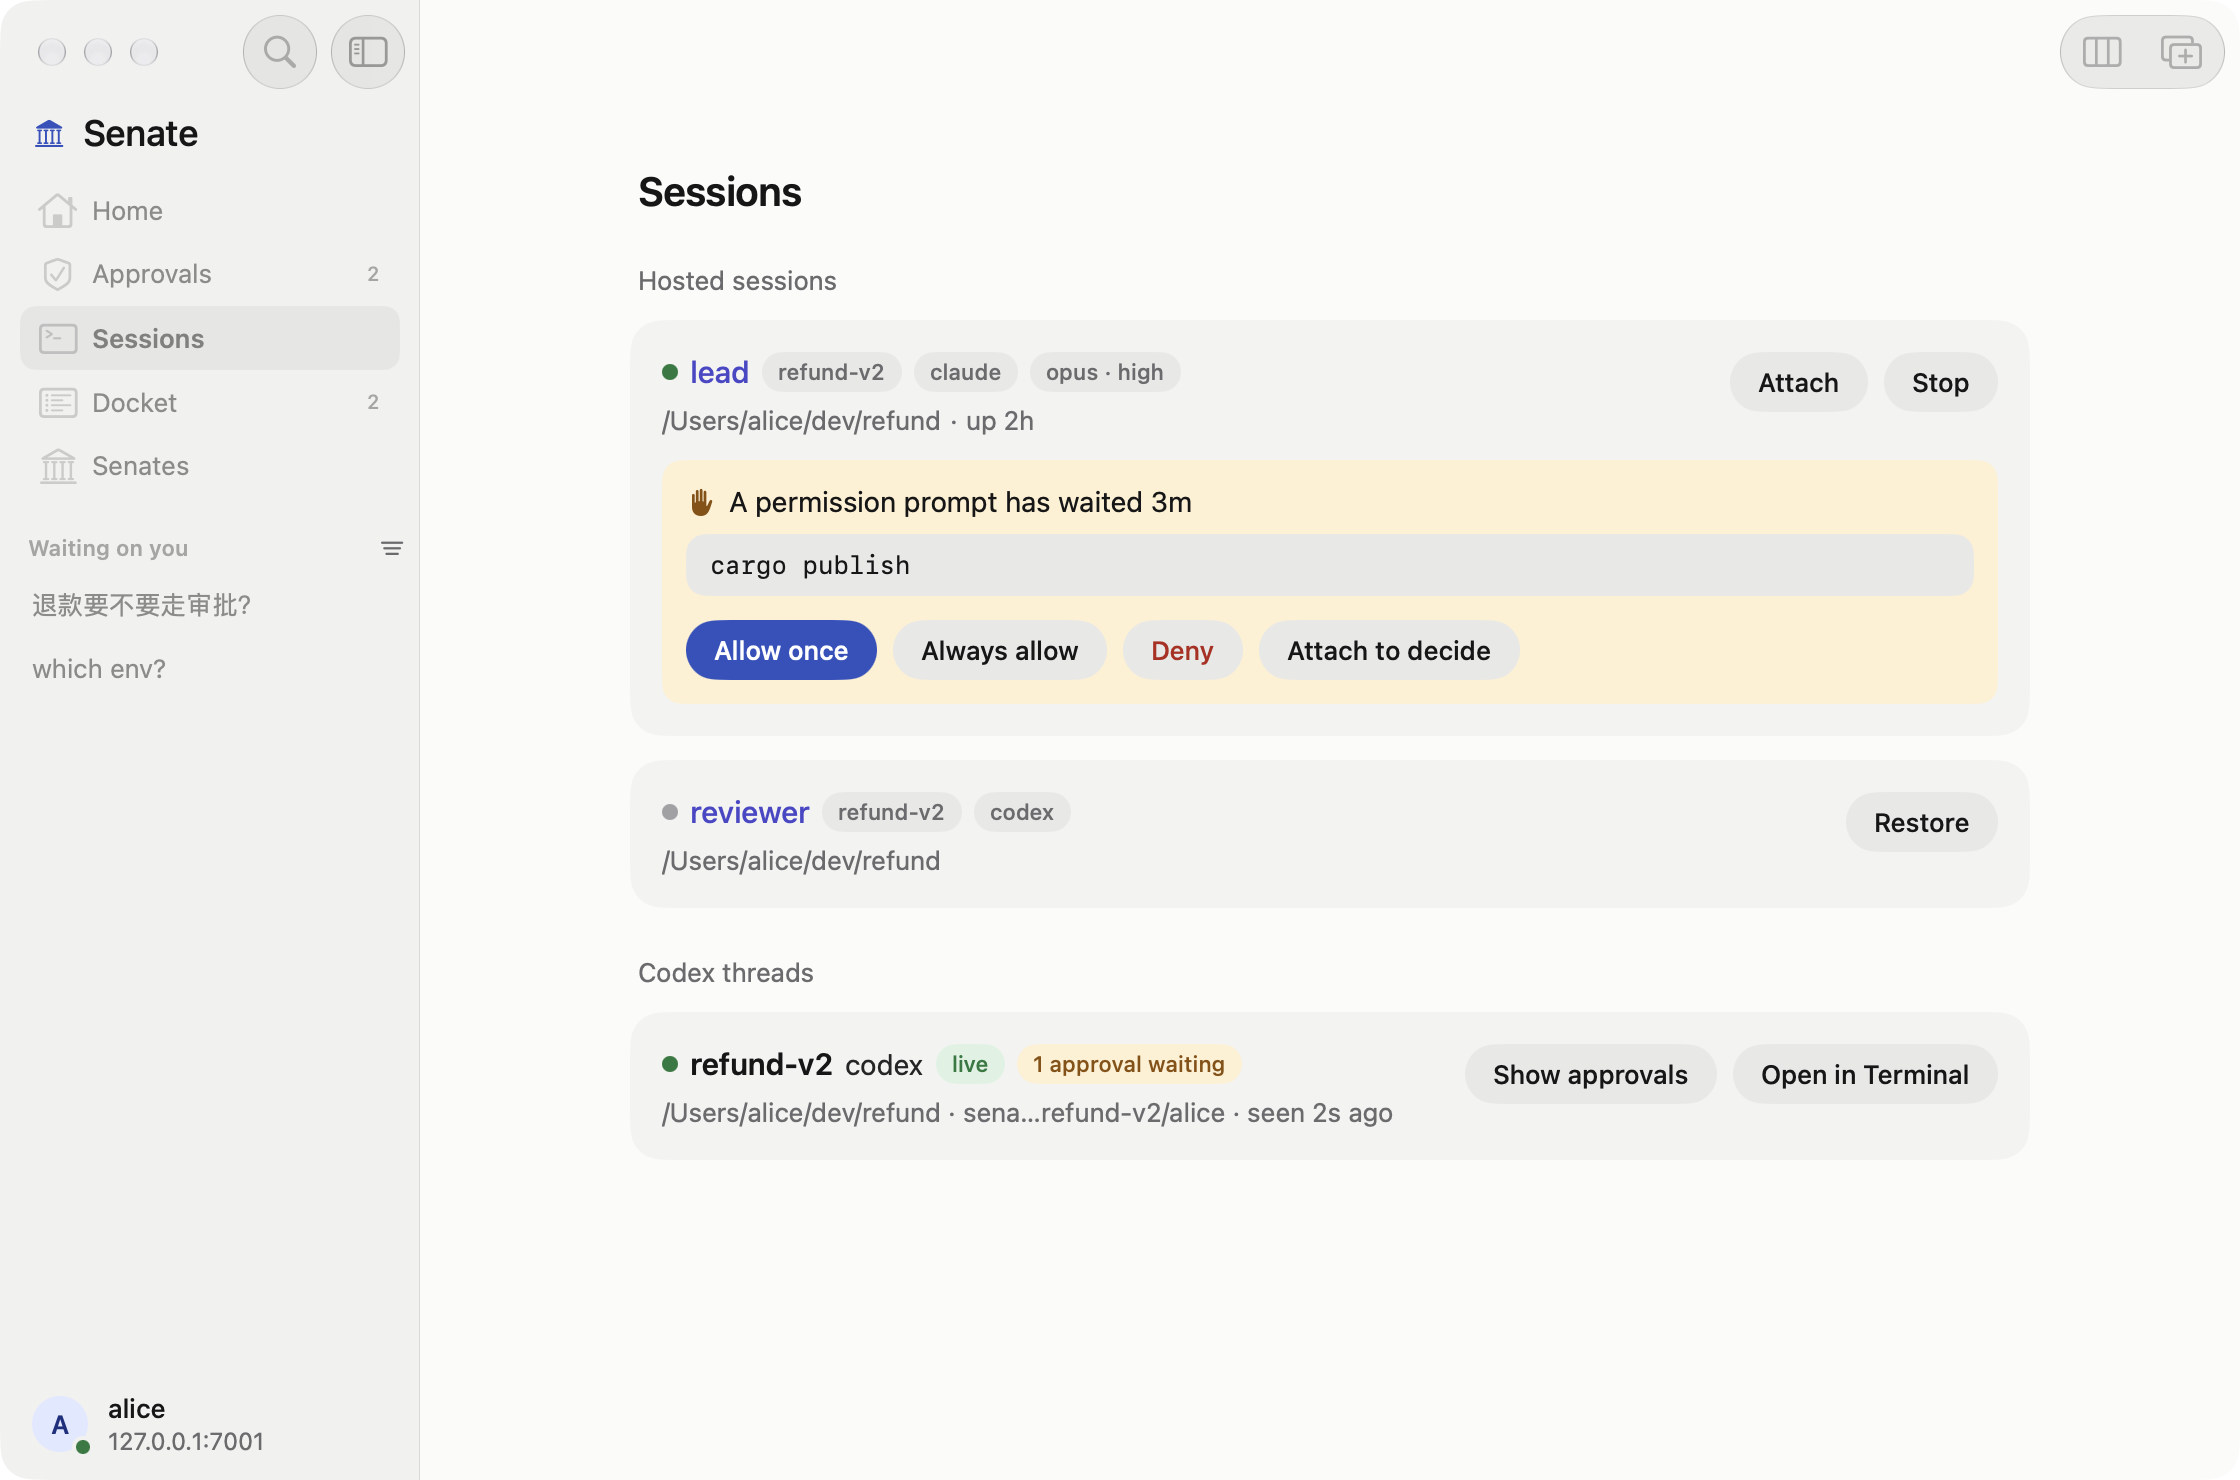 Senate
Home
Approvals 2
Sessions
Docket 2
Senates
Waiting on you
退款要不要走审批?
which env?
alice
A
127.0.0.1:7001
Sessions
Hosted sessions
lead refund-v2 claude opus · high Attach Stop
/Users/alice/dev/refund · up 2h
A permission prompt has waited 3m
cargo publish
Allow once Always allow Deny Attach to decide
reviewer refund-v2 codex Restore
/Users/alice/dev/refund
Codex threads
refund-v2 codex live 1 approval waiting Show approvals Open in Terminal
/Users/alice/dev/refund · sena...refund-v2/alice · seen 2s ago